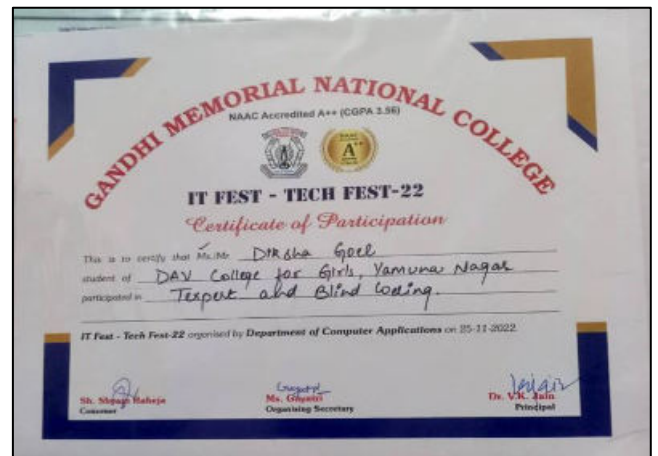 GANDHI MEMORIAL NATIONAL COLLEGE
NAAC Accredited A++ (CGPA 3.56)
A++
IT FEST - TECH FEST-22
Certificate of Participation
This is to certify that Ms./Mr. Diksha Goel
student of DAV College for Girls, Yamuna Nagar
participated in Texpert and Blind Coding.
IT Fest - Tech Fest-22 organised by Department of Computer Applications on 25-11-2022.
Sh. Raheja Ms. Gayatri Dr. V.K. Jain
Convenor Organising Secretary Principal